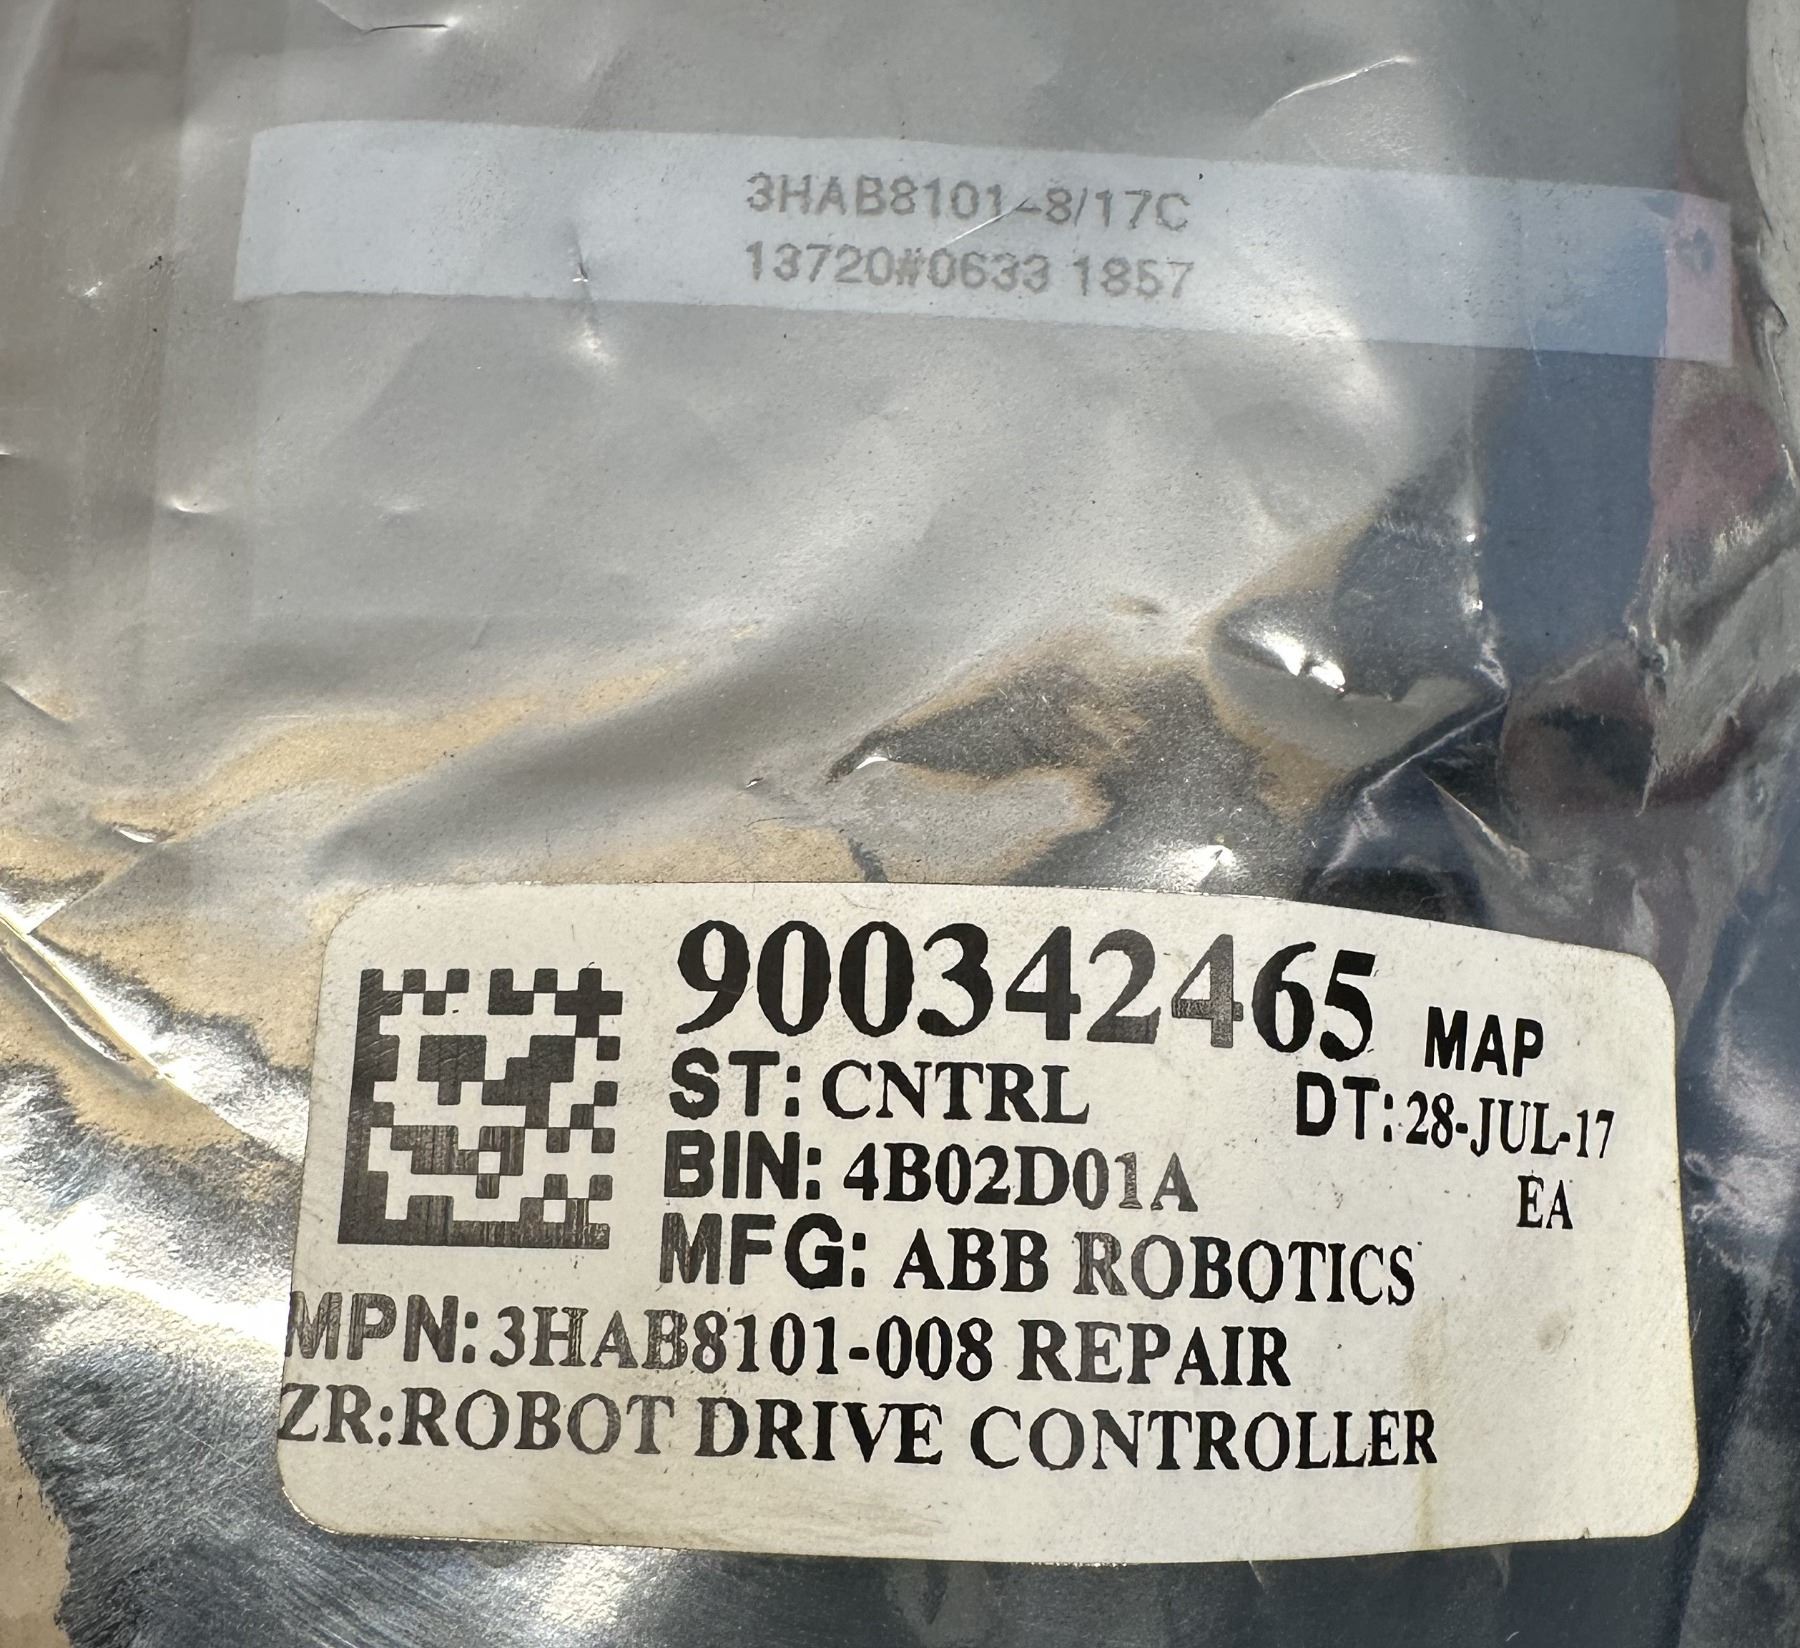 3HAB8101-8/17C
13720#0633 1857
900342465 MAP
ST: CNTRL DT: 28-JUL-17
BIN: 4B02D01A EA
MFG: ABB ROBOTICS
MPN: 3HAB8101-008 REPAIR
ZR:ROBOT DRIVE CONTROLLER